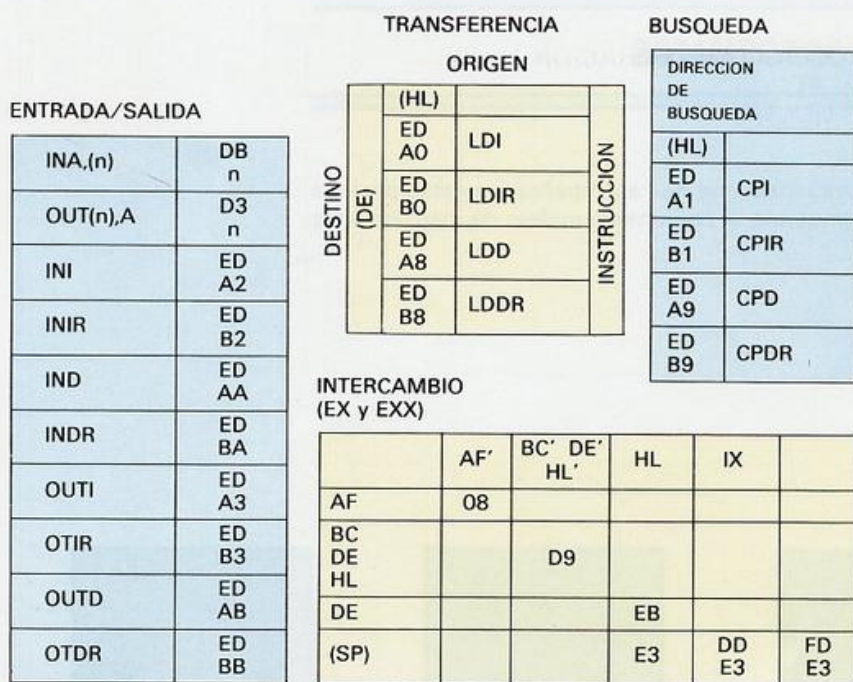 TRANSFERENCIA
ORIGEN
DESTINO
(DE)
(HL)
ED
A0
LDI
ED
B0
LDIR
ED
A8
LDD
ED
B8
LDDR
INSTRUCCION
BUSQUEDA
DIRECCION
DE
BUSQUEDA
(HL)
ED
A1
CPI
ED
B1
CPIR
ED
A9
CPD
ED
B9
CPDR
ENTRADA/SALIDA
INA,(n)
DB
n
OUT(n),A
D3
n
INI
ED
A2
INIR
ED
B2
IND
ED
AA
INDR
ED
BA
OUTI
ED
A3
OTIR
ED
B3
OUTD
ED
AB
OTDR
ED
BB
INTERCAMBIO
(EX y EXX)
AF´
BC´ DE´
HL´
HL
IX
AF
08
BC
DE
HL
D9
DE
EB
(SP)
E3
DD
E3
FD
E3